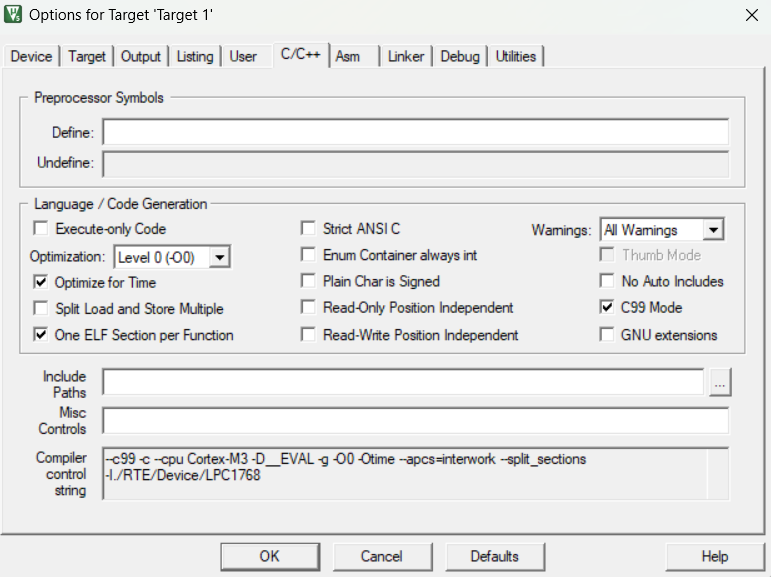 Options for Target 'Target 1'
Device Target Output Listing User C/C++ Asm Linker Debug Utilities
Preprocessor Symbols
Define:
Undefine:
Language / Code Generation
Execute-only Code Strict ANSI C Warnings: All Warnings
Optimization: Level 0 (-O0) Enum Container always int Thumb Mode
Optimize for Time Plain Char is Signed No Auto Includes
Split Load and Store Multiple Read-Only Position Independent C99 Mode
One ELF Section per Function Read-Write Position Independent GNU extensions
Include
Paths
...
Misc
Controls
Compiler
control
string
--c99 -c --cpu Cortex-M3 -D__EVAL -g -O0 -Otime --apcs=interwork --split_sections
-I./RTE/Device/LPC1768
OK Cancel Defaults Help